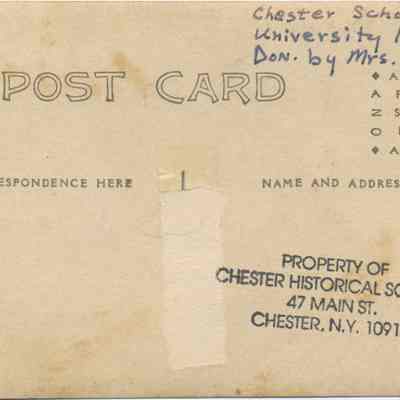 Chester Scho
University
Don. by Mrs.
POST CARD
A
A
Z
S
O
A
ESPONDENCE HERE
NAME AND ADDRES
PROPERTY OF
CHESTER HISTORICAL SO
47 MAIN ST.
CHESTER, N.Y. 1091